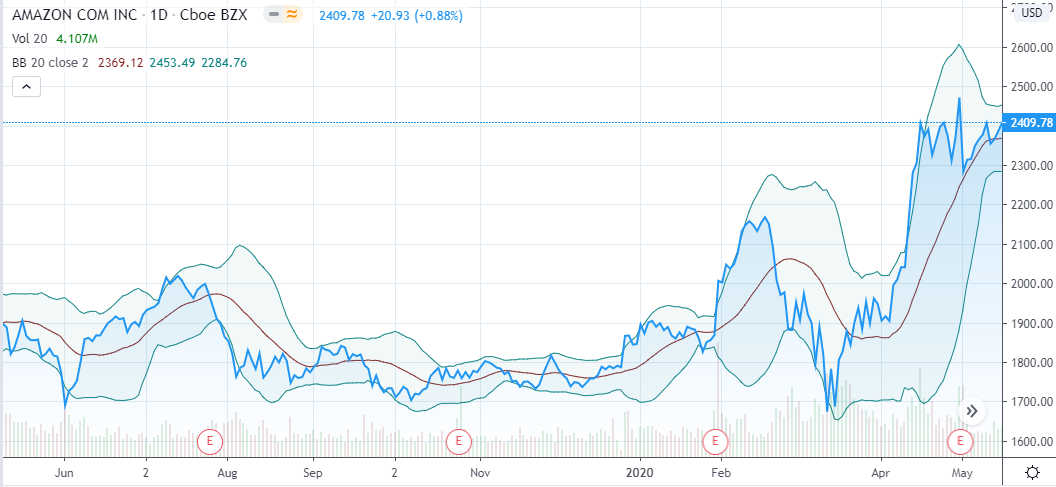 AMAZON COM INC · 1D · Cboe BZX 2409.78 +20.93 (+0.88%)
Vol 20 4.107M
BB 20 close 2 2369.12 2453.49 2284.76
USD
2600.00
2500.00
2409.78
2300.00
2200.00
2100.00
2000.00
1900.00
1800.00
1700.00
1600.00
E E E E
Jun 2 Aug Sep 2 Nov 2020 Feb Apr May